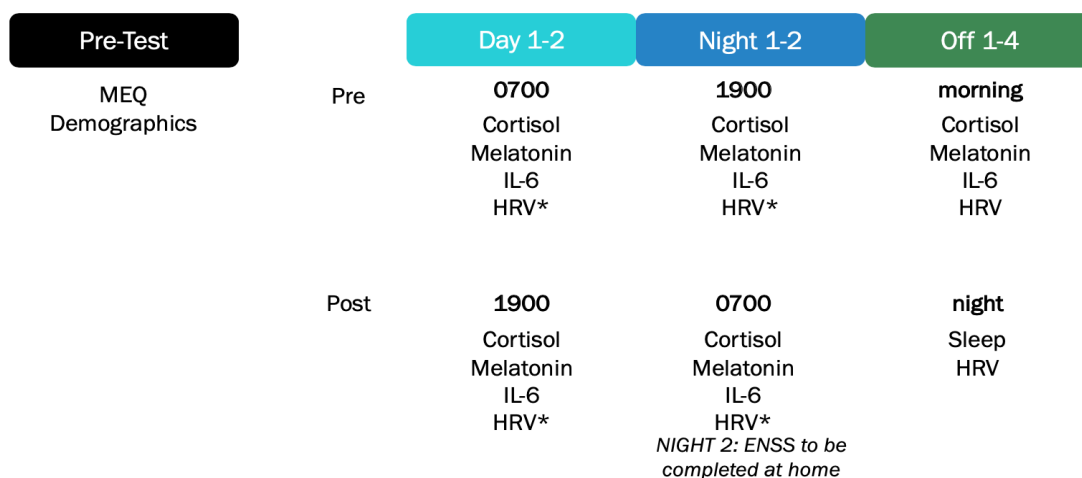 Pre-Test
Day 1-2
Night 1-2
Off 1-4
MEQ
Demographics
Pre
0700
Cortisol
Melatonin
IL-6
HRV*
1900
Cortisol
Melatonin
IL-6
HRV*
morning
Cortisol
Melatonin
IL-6
HRV
Post
1900
Cortisol
Melatonin
IL-6
HRV*
0700
Cortisol
Melatonin
IL-6
HRV*
NIGHT 2: ENSS to be
completed at home
night
Sleep
HRV